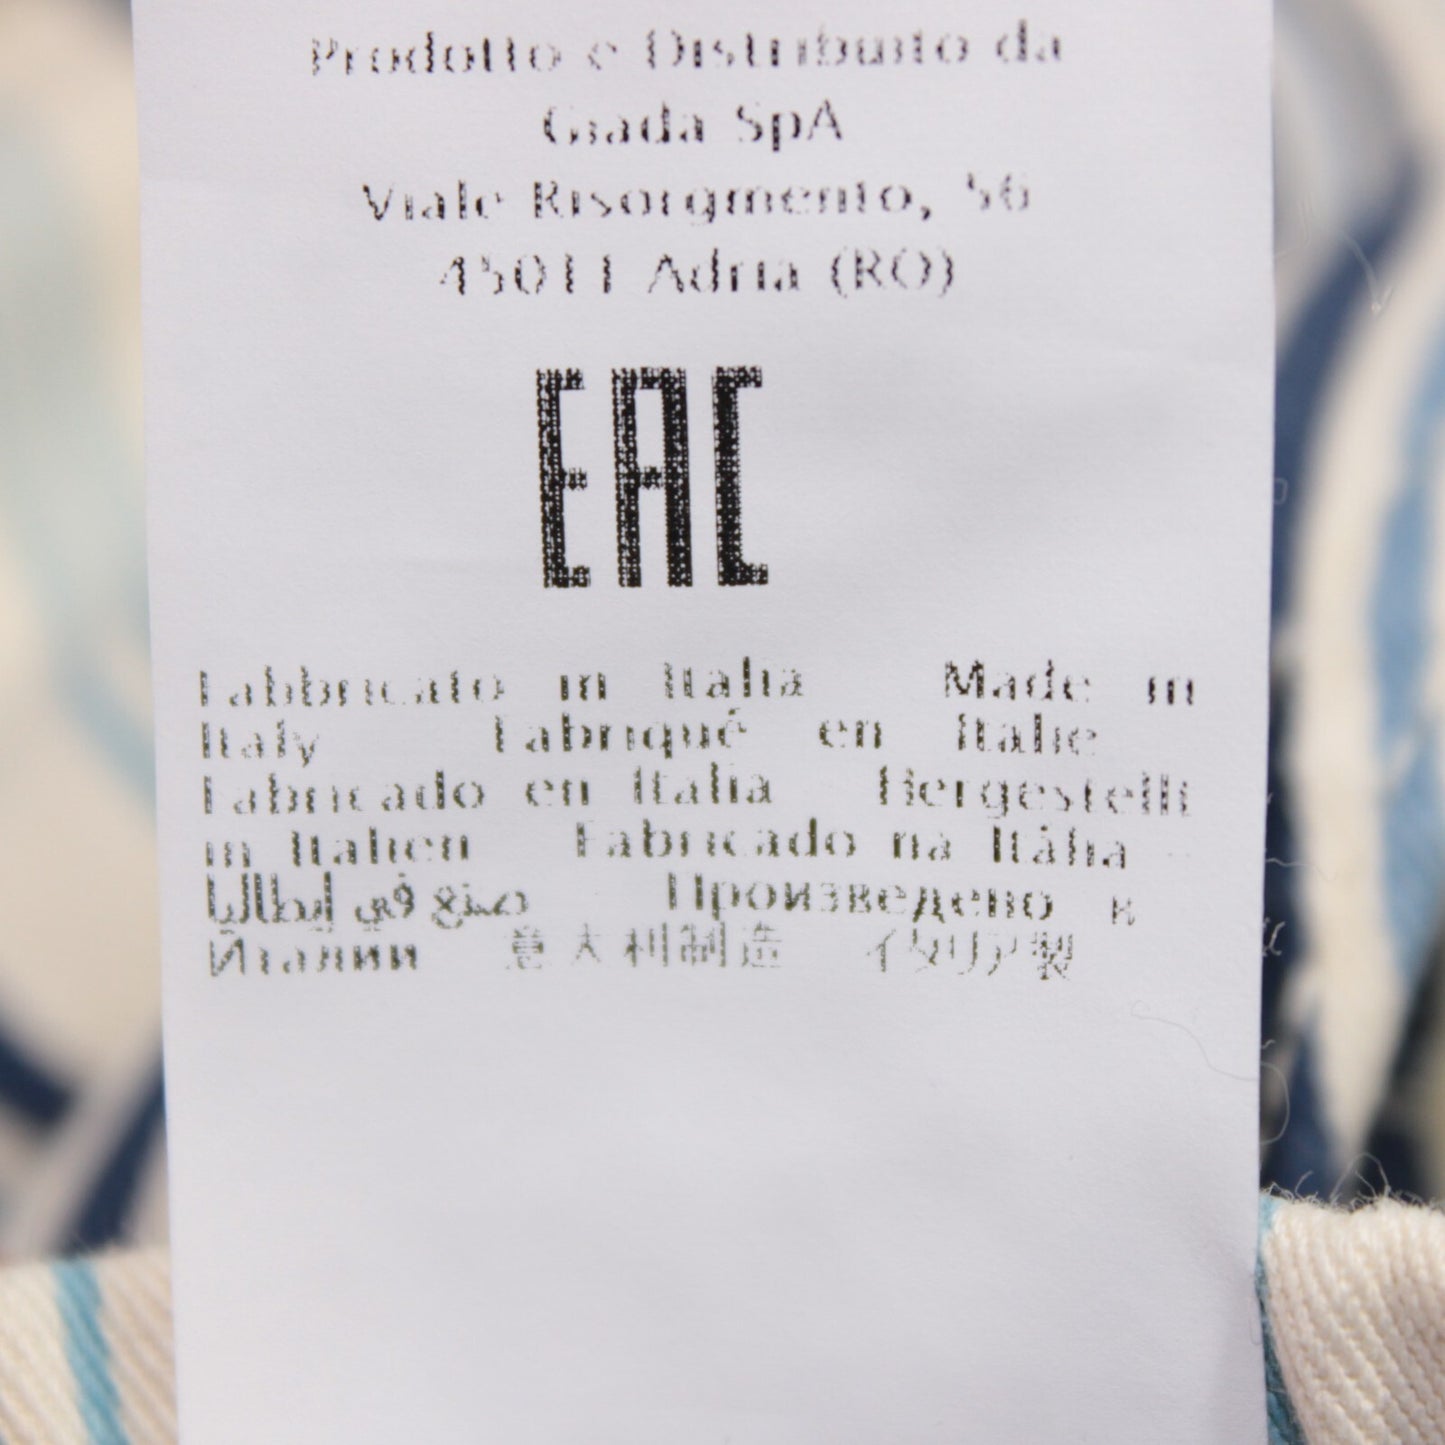 Prodotto e Distribuito da
Giada SpA
Viale Risorgmento, 56
45011 Adria (RO)
EAC
Fabbricato in Italia Made in
Italy Fabriqué en Italie
Fabricado en Italia Hergestellt
in Italien Fabricado na Itália
صنع في إيطاليا Произведено в
Италии 意大利制造 イタリア製